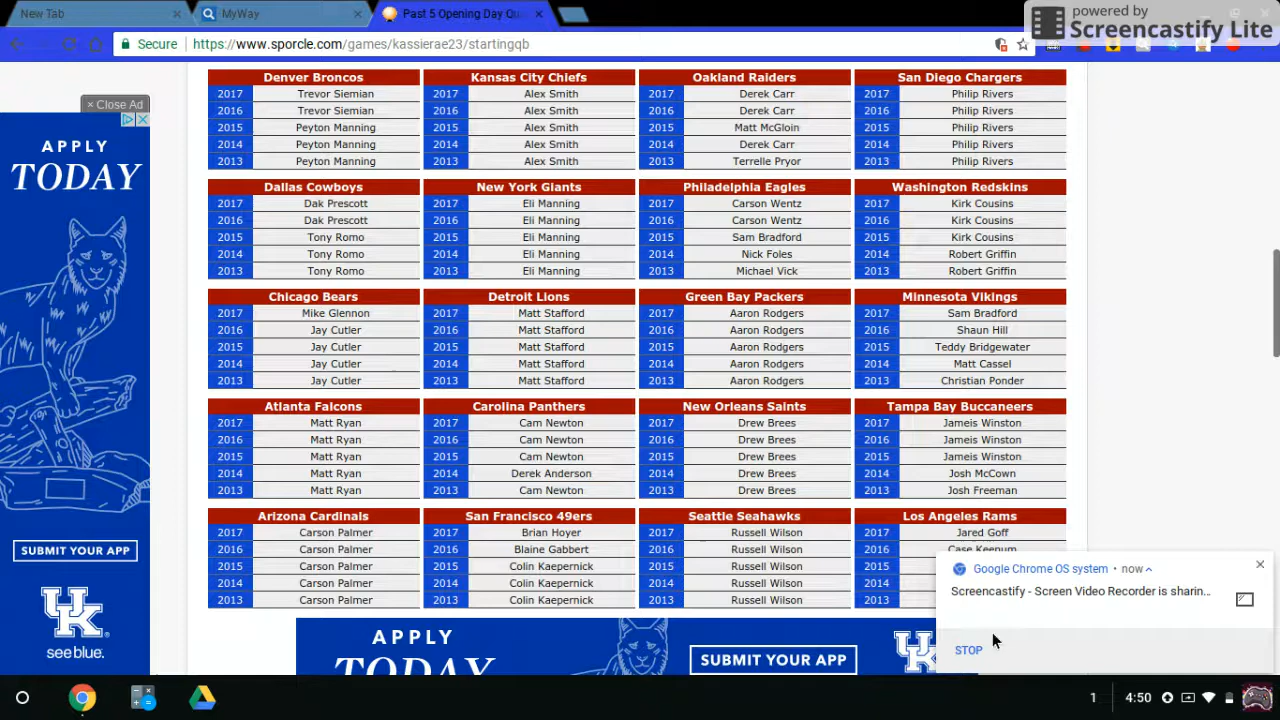 New Tab
MyWay
Past 5 Opening Day Qu
powered by
Screencastify Lite
Secure
https://www.sporcle.com/games/kassierae23/startingqb
× Close Ad
APPLY
TODAY
SUBMIT YOUR APP
UK
seeblue.
Denver Broncos Kansas City Chiefs Oakland Raiders San Diego Chargers
2017 Trevor Siemian 2017 Alex Smith 2017 Derek Carr 2017 Philip Rivers
2016 Trevor Siemian 2016 Alex Smith 2016 Derek Carr 2016 Philip Rivers
2015 Peyton Manning 2015 Alex Smith 2015 Matt McGloin 2015 Philip Rivers
2014 Peyton Manning 2014 Alex Smith 2014 Derek Carr 2014 Philip Rivers
2013 Peyton Manning 2013 Alex Smith 2013 Terrelle Pryor 2013 Philip Rivers
Dallas Cowboys New York Giants Philadelphia Eagles Washington Redskins
2017 Dak Prescott 2017 Eli Manning 2017 Carson Wentz 2017 Kirk Cousins
2016 Dak Prescott 2016 Eli Manning 2016 Carson Wentz 2016 Kirk Cousins
2015 Tony Romo 2015 Eli Manning 2015 Sam Bradford 2015 Kirk Cousins
2014 Tony Romo 2014 Eli Manning 2014 Nick Foles 2014 Robert Griffin
2013 Tony Romo 2013 Eli Manning 2013 Michael Vick 2013 Robert Griffin
Chicago Bears Detroit Lions Green Bay Packers Minnesota Vikings
2017 Mike Glennon 2017 Matt Stafford 2017 Aaron Rodgers 2017 Sam Bradford
2016 Jay Cutler 2016 Matt Stafford 2016 Aaron Rodgers 2016 Shaun Hill
2015 Jay Cutler 2015 Matt Stafford 2015 Aaron Rodgers 2015 Teddy Bridgewater
2014 Jay Cutler 2014 Matt Stafford 2014 Aaron Rodgers 2014 Matt Cassel
2013 Jay Cutler 2013 Matt Stafford 2013 Aaron Rodgers 2013 Christian Ponder
Atlanta Falcons Carolina Panthers New Orleans Saints Tampa Bay Buccaneers
2017 Matt Ryan 2017 Cam Newton 2017 Drew Brees 2017 Jameis Winston
2016 Matt Ryan 2016 Cam Newton 2016 Drew Brees 2016 Jameis Winston
2015 Matt Ryan 2015 Cam Newton 2015 Drew Brees 2015 Jameis Winston
2014 Matt Ryan 2014 Derek Anderson 2014 Drew Brees 2014 Josh McCown
2013 Matt Ryan 2013 Cam Newton 2013 Drew Brees 2013 Josh Freeman
Arizona Cardinals San Francisco 49ers Seattle Seahawks Los Angeles Rams
2017 Carson Palmer 2017 Brian Hoyer 2017 Russell Wilson 2017 Jared Goff
2016 Carson Palmer 2016 Blaine Gabbert 2016 Russell Wilson 2016 Case Keenum
2015 Carson Palmer 2015 Colin Kaepernick 2015 Russell Wilson 2015
2014 Carson Palmer 2014 Colin Kaepernick 2014 Russell Wilson 2014
2013 Carson Palmer 2013 Colin Kaepernick 2013 Russell Wilson 2013
Google Chrome OS system • now
Screencastify - Screen Video Recorder is sharin...
STOP
APPLY
TODAY
SUBMIT YOUR APP
1 4:50